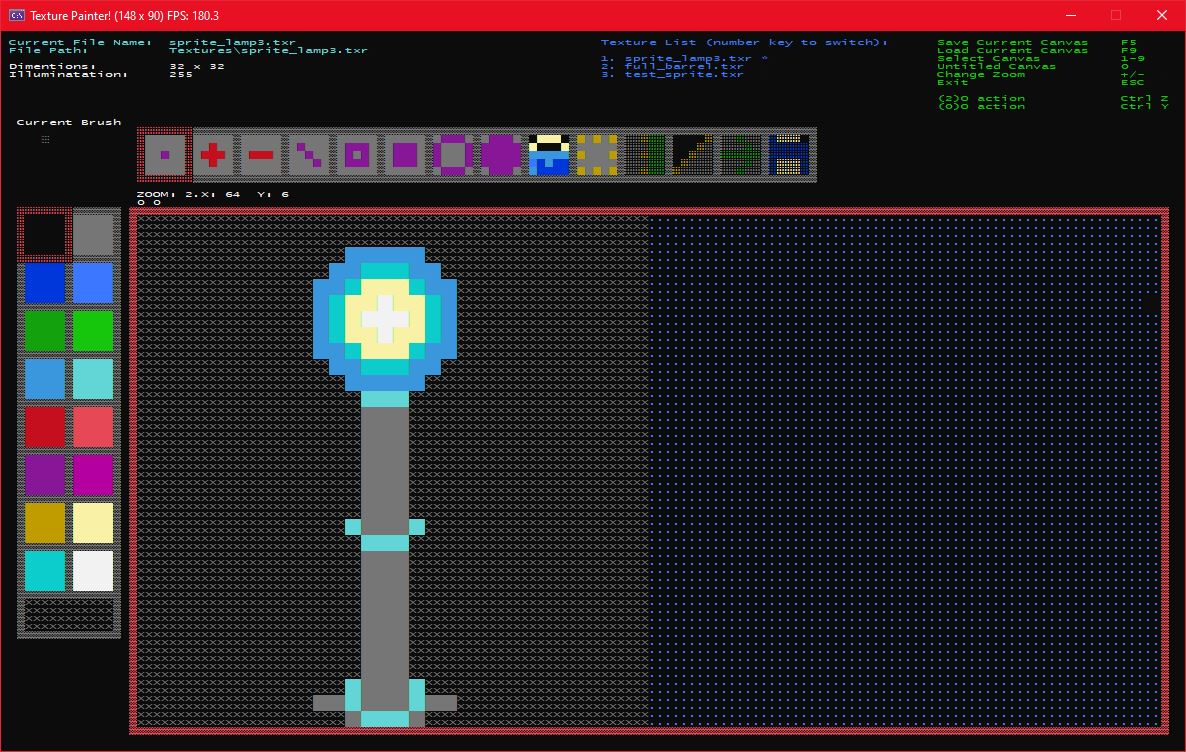 Texture Painter! (148 x 90) FPS: 180.3
Current File Name: sprite_lamp3.txr
File Path: Textures\sprite_lamp3.txr
Dimentions: 32 x 32
Illuminatation: 255
Texture List (number key to switch):
1. sprite_lamp3.txr *
2. full_barrel.txr
3. test_sprite.txr
Save Current Canvas F5
Load Current Canvas F9
Select Canvas 1-9
Untitled Canvas 0
Change Zoom +/-
Exit ESC
(2)U action Ctrl Z
(0)U action Ctrl Y
Current Brush
ZOOM: 2.X: 64 Y: 6
0 0